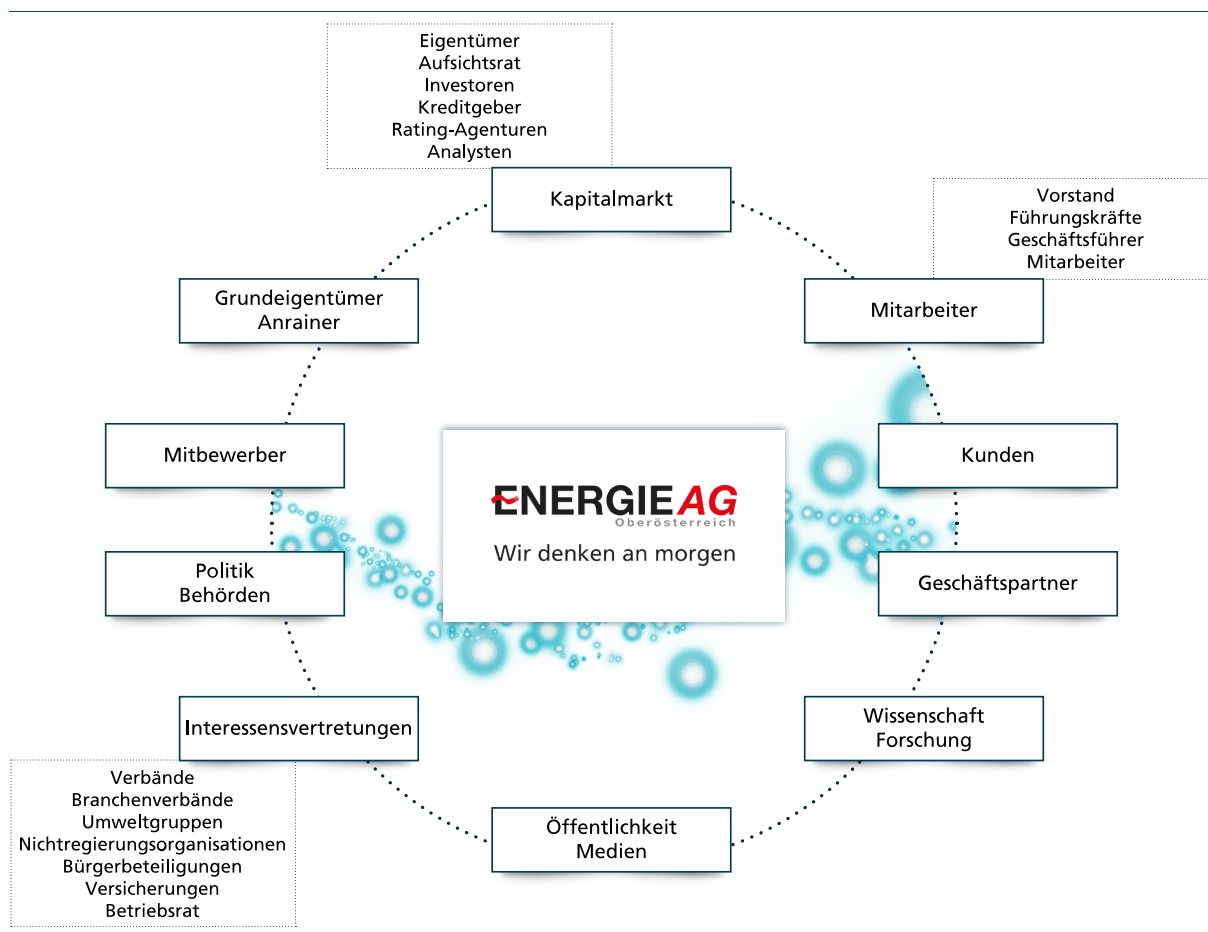 Eigentümer
Aufsichtsrat
Investoren
Kreditgeber
Rating-Agenturen
Analysten
Kapitalmarkt
Vorstand
Führungskräfte
Geschäftsführer
Mitarbeiter
Grundeigentümer
Anrainer
Mitarbeiter
Mitbewerber
Kunden
ENERGIE AG
Oberösterreich
Wir denken an morgen
Politik
Behörden
Geschäftspartner
Interessensvertretungen
Wissenschaft
Forschung
Verbände
Branchenverbände
Umweltgruppen
Nichtregierungsorganisationen
Bürgerbeteiligungen
Versicherungen
Betriebsrat
Öffentlichkeit
Medien